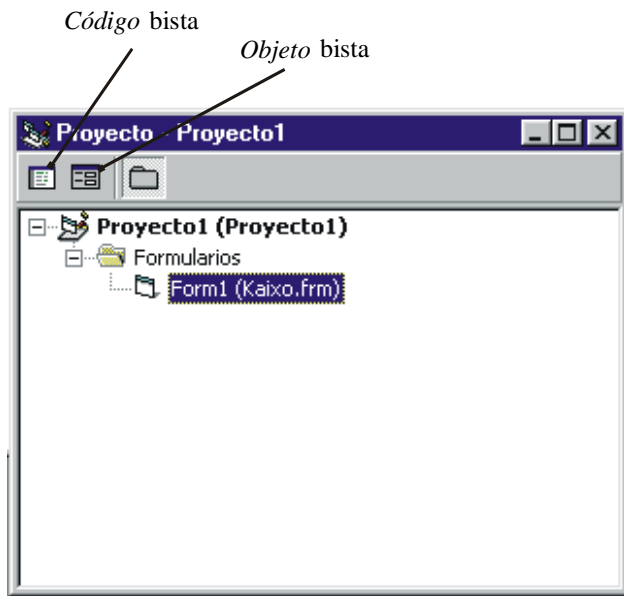 Código bista
Objeto bista
Proyecto - Proyecto1
Proyecto1 (Proyecto1)
Formularios
Form1 (Kaixo.frm)